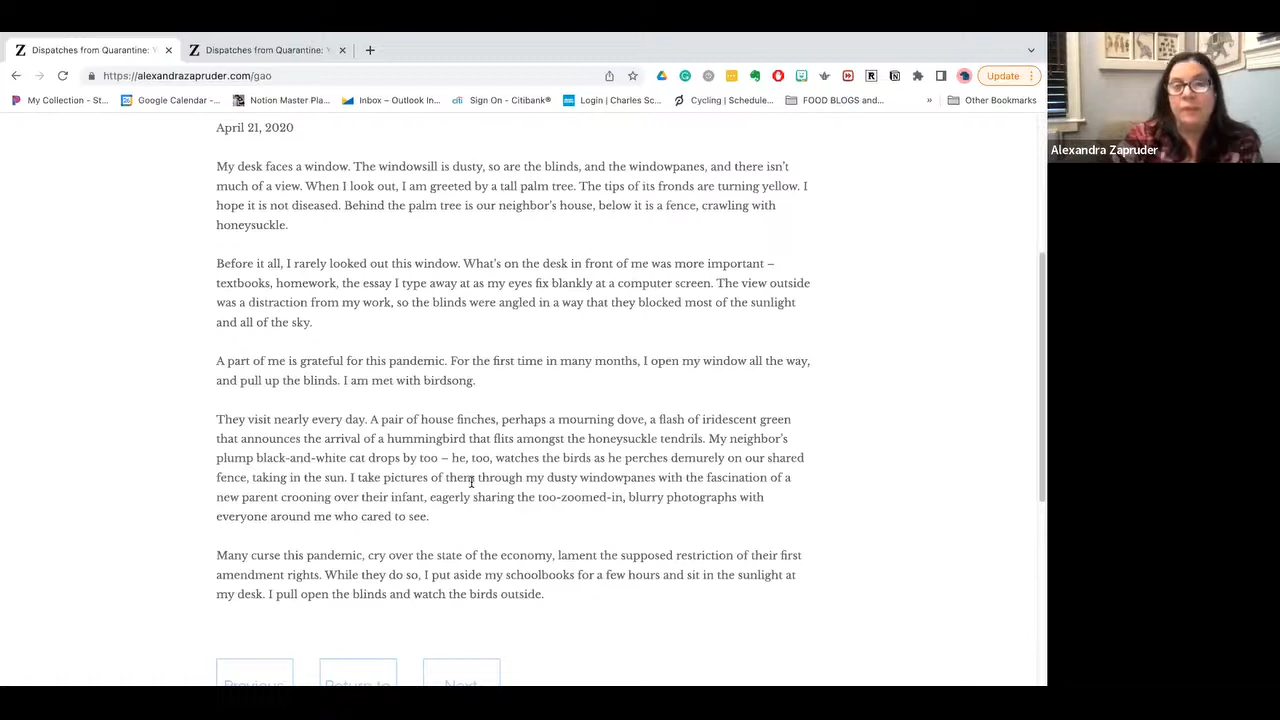 Z Dispatches from Quarantine: Y
Z Dispatches from Quarantine: Y
https://alexandrazapruder.com/gao
Update
My Collection - St...
Google Calendar -...
Notion Master Pla...
Inbox – Outlook In...
citi Sign On - Citibank®
Login | Charles Sc...
Cycling | Schedule...
FOOD BLOGS and...
»
Other Bookmarks
Alexandra Zapruder
April 21, 2020
My desk faces a window. The windowsill is dusty, so are the blinds, and the windowpanes, and there isn't
much of a view. When I look out, I am greeted by a tall palm tree. The tips of its fronds are turning yellow. I
hope it is not diseased. Behind the palm tree is our neighbor's house, below it is a fence, crawling with
honeysuckle.
Before it all, I rarely looked out this window. What's on the desk in front of me was more important –
textbooks, homework, the essay I type away at as my eyes fix blankly at a computer screen. The view outside
was a distraction from my work, so the blinds were angled in a way that they blocked most of the sunlight
and all of the sky.
A part of me is grateful for this pandemic. For the first time in many months, I open my window all the way,
and pull up the blinds. I am met with birdsong.
They visit nearly every day. A pair of house finches, perhaps a mourning dove, a flash of iridescent green
that announces the arrival of a hummingbird that flits amongst the honeysuckle tendrils. My neighbor's
plump black-and-white cat drops by too – he, too, watches the birds as he perches demurely on our shared
fence, taking in the sun. I take pictures of them through my dusty windowpanes with the fascination of a
new parent crooning over their infant, eagerly sharing the too-zoomed-in, blurry photographs with
everyone around me who cared to see.
Many curse this pandemic, cry over the state of the economy, lament the supposed restriction of their first
amendment rights. While they do so, I put aside my schoolbooks for a few hours and sit in the sunlight at
my desk. I pull open the blinds and watch the birds outside.
Previous
Return to
Next